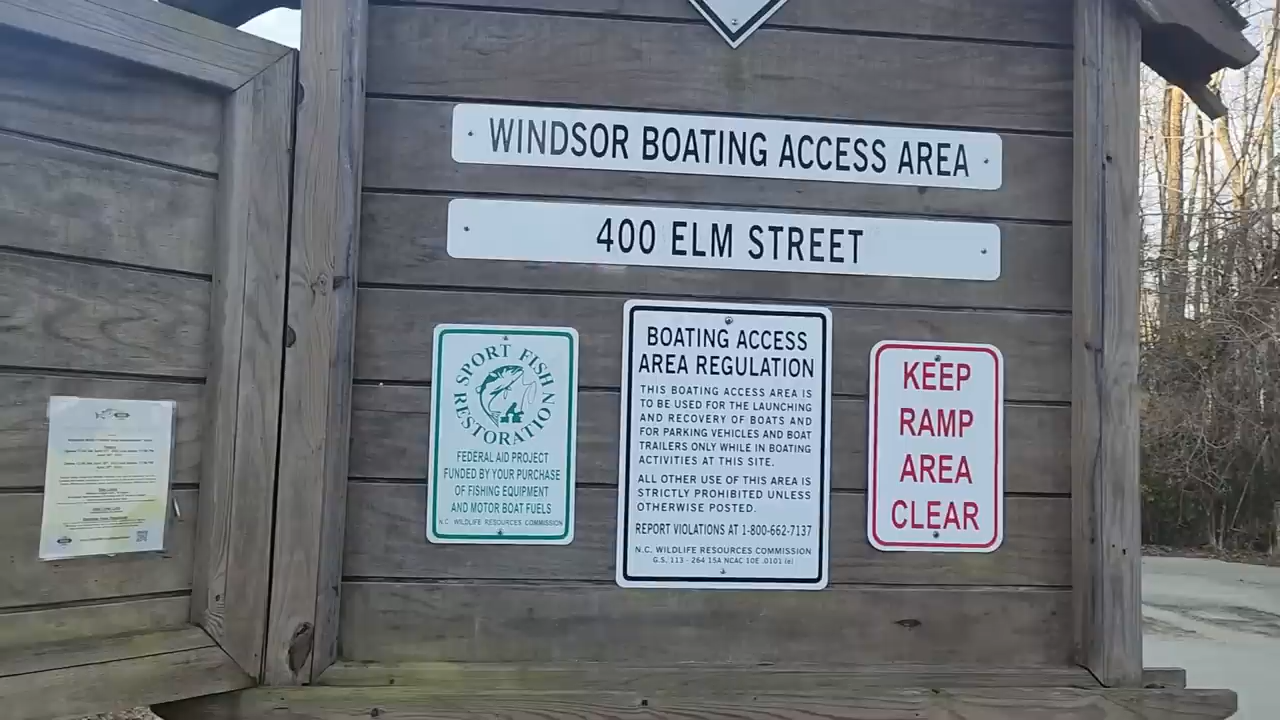 WINDSOR BOATING ACCESS AREA
400 ELM STREET
SPORT FISH
RESTORATION
FEDERAL AID PROJECT
FUNDED BY YOUR PURCHASE
OF FISHING EQUIPMENT
AND MOTOR BOAT FUELS
N.C. WILDLIFE RESOURCES COMMISSION
BOATING ACCESS
AREA REGULATION
THIS BOATING ACCESS AREA IS
TO BE USED FOR THE LAUNCHING
AND RECOVERY OF BOATS AND
FOR PARKING VEHICLES AND BOAT
TRAILERS ONLY WHILE IN BOATING
ACTIVITIES AT THIS SITE.
ALL OTHER USE OF THIS AREA IS
STRICTLY PROHIBITED UNLESS
OTHERWISE POSTED.
REPORT VIOLATIONS AT 1-800-662-7137
N.C. WILDLIFE RESOURCES COMMISSION
G.S. 113 - 264 15A NCAC 10E .0101 (a)
KEEP
RAMP
AREA
CLEAR